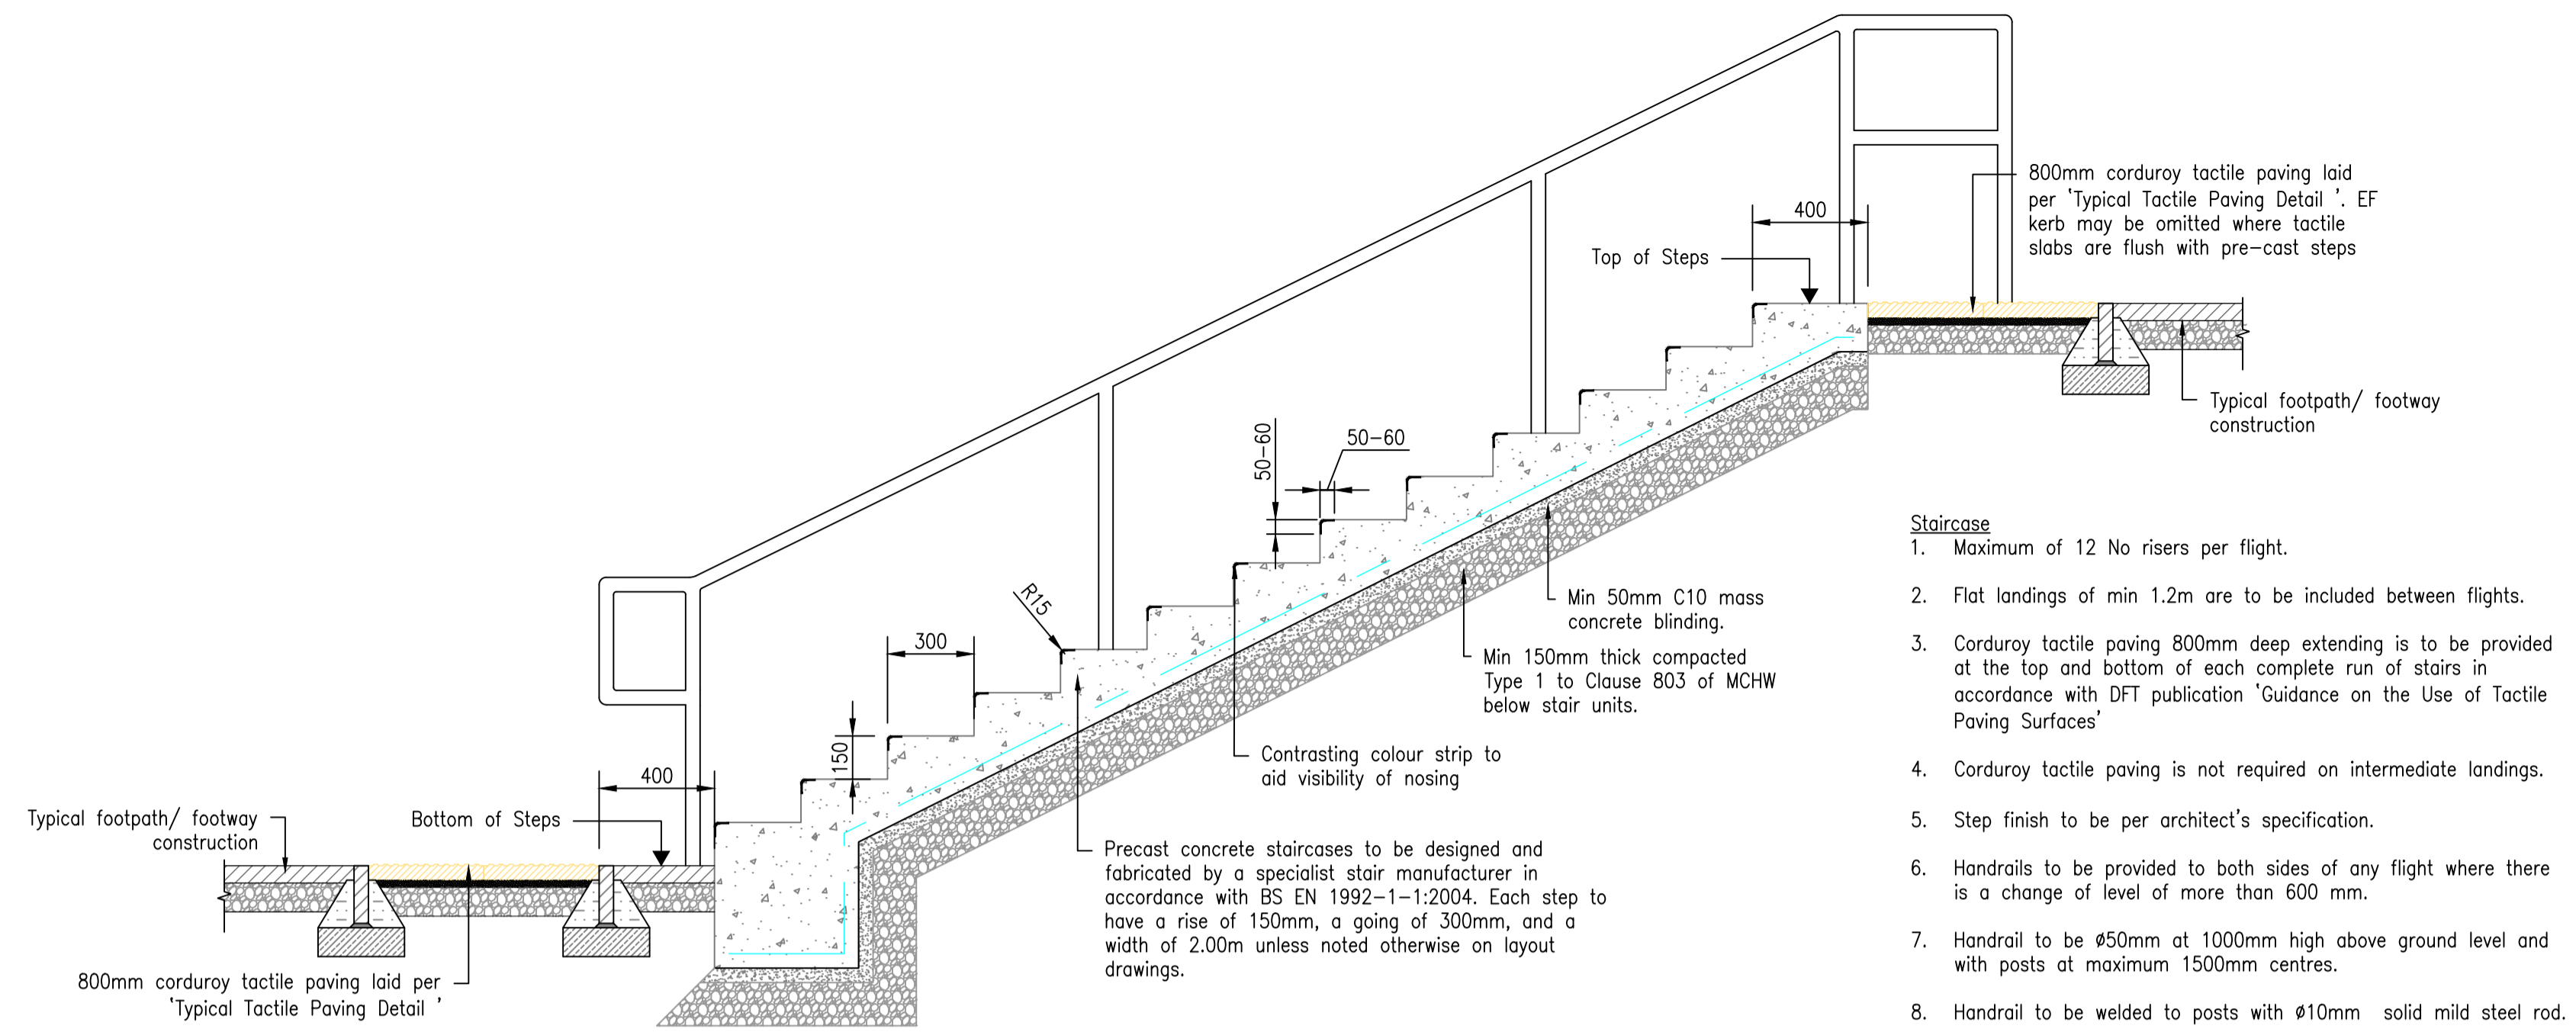 800mm corduroy tactile paving laid
per ‘Typical Tactile Paving Detail ’. EF
kerb may be omitted where tactile
slabs are flush with pre-cast steps
400
Top of Steps
Typical footpath/ footway
construction
50-60
50-60
Min 50mm C10 mass
concrete blinding.
Min 150mm thick compacted
Type 1 to Clause 803 of MCHW
below stair units.
R15
300
150
Contrasting colour strip to
aid visibility of nosing
400
Bottom of Steps
Typical footpath/ footway
construction
Precast concrete staircases to be designed and
fabricated by a specialist stair manufacturer in
accordance with BS EN 1992-1-1:2004. Each step to
have a rise of 150mm, a going of 300mm, and a
width of 2.00m unless noted otherwise on layout
drawings.
800mm corduroy tactile paving laid per
‘Typical Tactile Paving Detail ’
Staircase
1. Maximum of 12 No risers per flight.
2. Flat landings of min 1.2m are to be included between flights.
3. Corduroy tactile paving 800mm deep extending is to be provided
at the top and bottom of each complete run of stairs in
accordance with DFT publication ‘Guidance on the Use of Tactile
Paving Surfaces’
4. Corduroy tactile paving is not required on intermediate landings.
5. Step finish to be per architect's specification.
6. Handrails to be provided to both sides of any flight where there
is a change of level of more than 600 mm.
7. Handrail to be ø50mm at 1000mm high above ground level and
with posts at maximum 1500mm centres.
8. Handrail to be welded to posts with ø10mm solid mild steel rod.